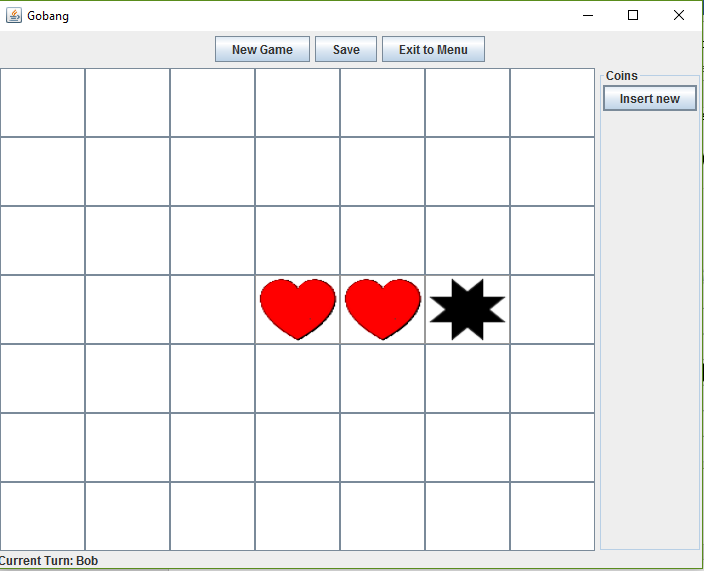 Gobang
New Game Save Exit to Menu
Coins
Insert new
Current Turn: Bob